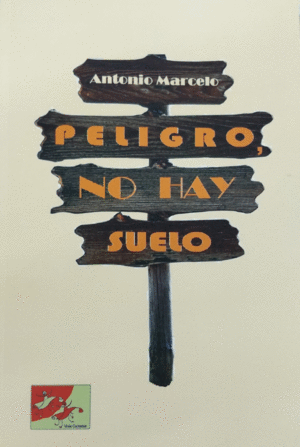 Antonio Marcelo
PELIGRO,
NO HAY
SUELO